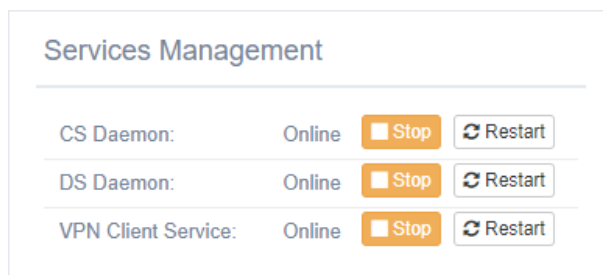 Services Management
CS Daemon: Online Stop Restart
DS Daemon: Online Stop Restart
VPN Client Service: Online Stop Restart